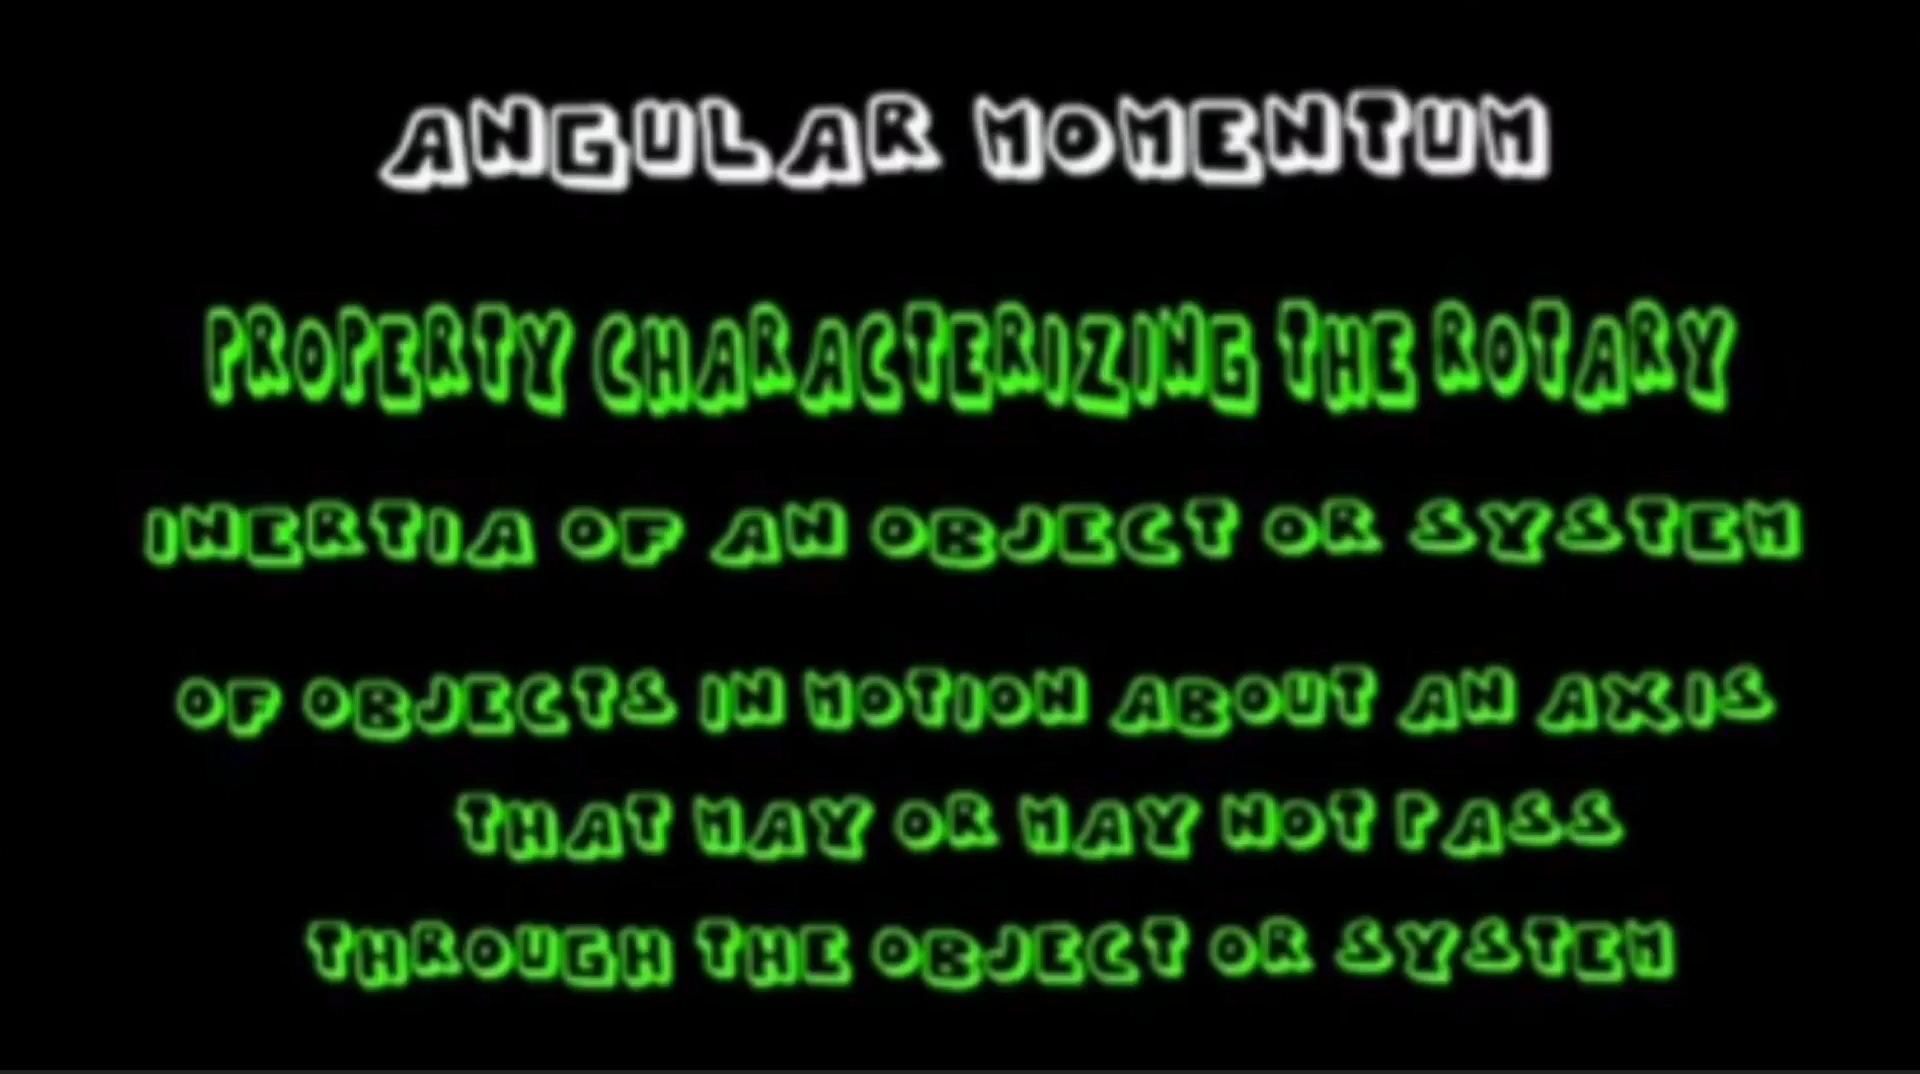 ANGULAR MOMENTUM
PROPERTY CHARACTERIZING THE ROTARY
INERTIA OF AN OBJECT OR SYSTEM
OF OBJECTS IN MOTION ABOUT AN AXIS
THAT MAY OR MAY NOT PASS
THROUGH THE OBJECT OR SYSTEM